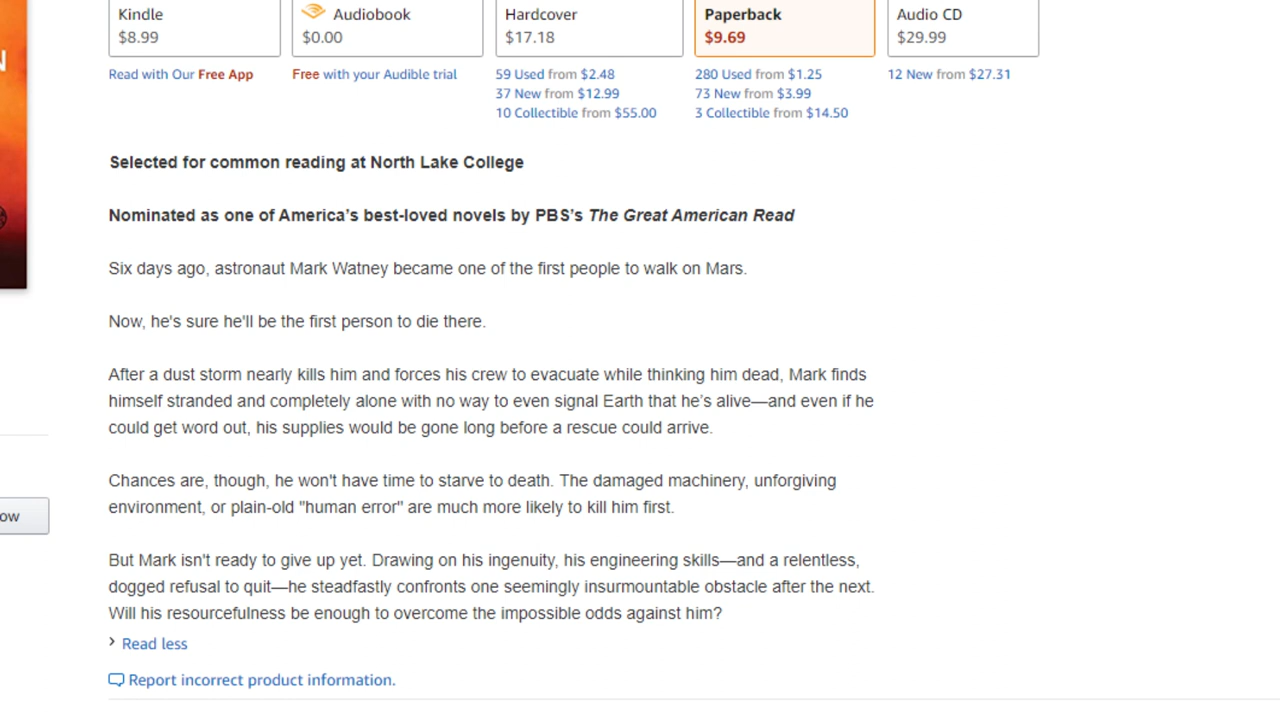 Kindle
$8.99
Audiobook
$0.00
Hardcover
$17.18
Paperback
$9.69
Audio CD
$29.99
Read with Our Free App
Free with your Audible trial
59 Used from $2.48
37 New from $12.99
10 Collectible from $55.00
280 Used from $1.25
73 New from $3.99
3 Collectible from $14.50
12 New from $27.31
Selected for common reading at North Lake College
Nominated as one of America’s best-loved novels by PBS’s The Great American Read
Six days ago, astronaut Mark Watney became one of the first people to walk on Mars.
Now, he's sure he'll be the first person to die there.
After a dust storm nearly kills him and forces his crew to evacuate while thinking him dead, Mark finds
himself stranded and completely alone with no way to even signal Earth that he’s alive—and even if he
could get word out, his supplies would be gone long before a rescue could arrive.
Chances are, though, he won't have time to starve to death. The damaged machinery, unforgiving
environment, or plain-old "human error" are much more likely to kill him first.
But Mark isn't ready to give up yet. Drawing on his ingenuity, his engineering skills—and a relentless,
dogged refusal to quit—he steadfastly confronts one seemingly insurmountable obstacle after the next.
Will his resourcefulness be enough to overcome the impossible odds against him?
Read less
Report incorrect product information.
N
ow